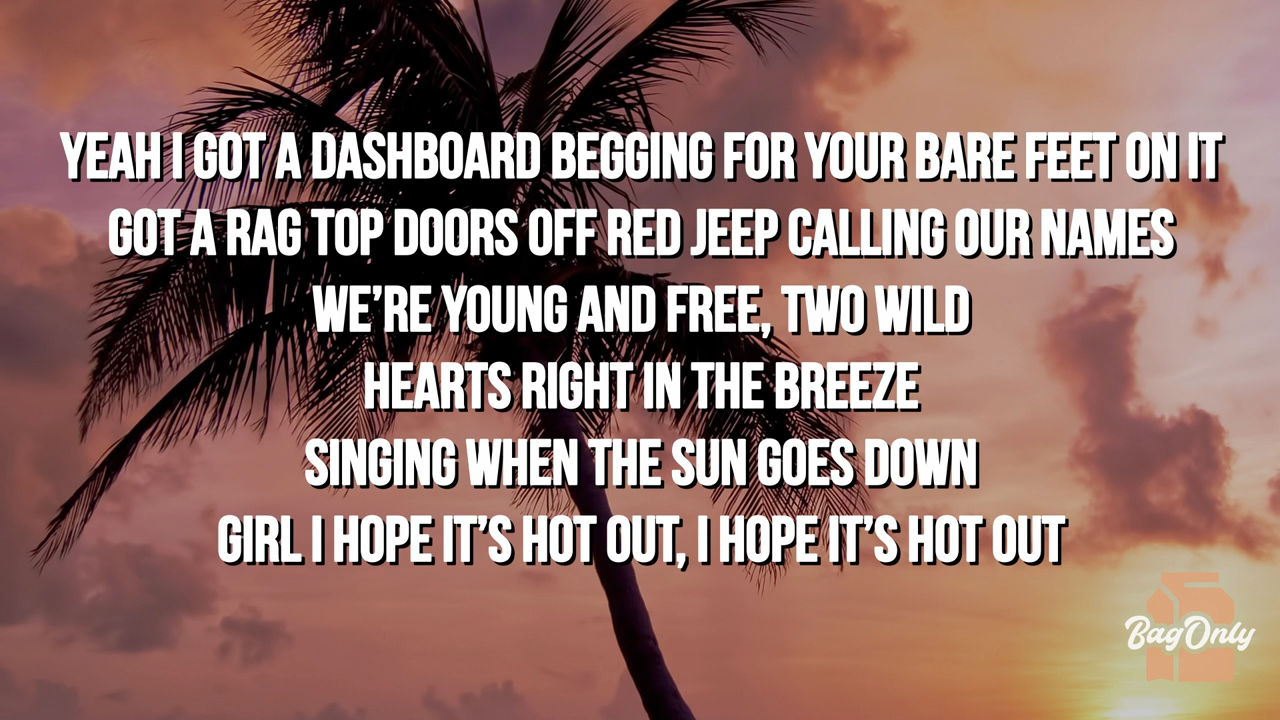 YEAH I GOT A DASHBOARD BEGGING FOR YOUR BARE FEET ON IT
GOT A RAG TOP DOORS OFF RED JEEP CALLING OUR NAMES
WE'RE YOUNG AND FREE, TWO WILD
HEARTS RIGHT IN THE BREEZE
SINGING WHEN THE SUN GOES DOWN
GIRL I HOPE IT'S HOT OUT, I HOPE IT'S HOT OUT
BagOnly